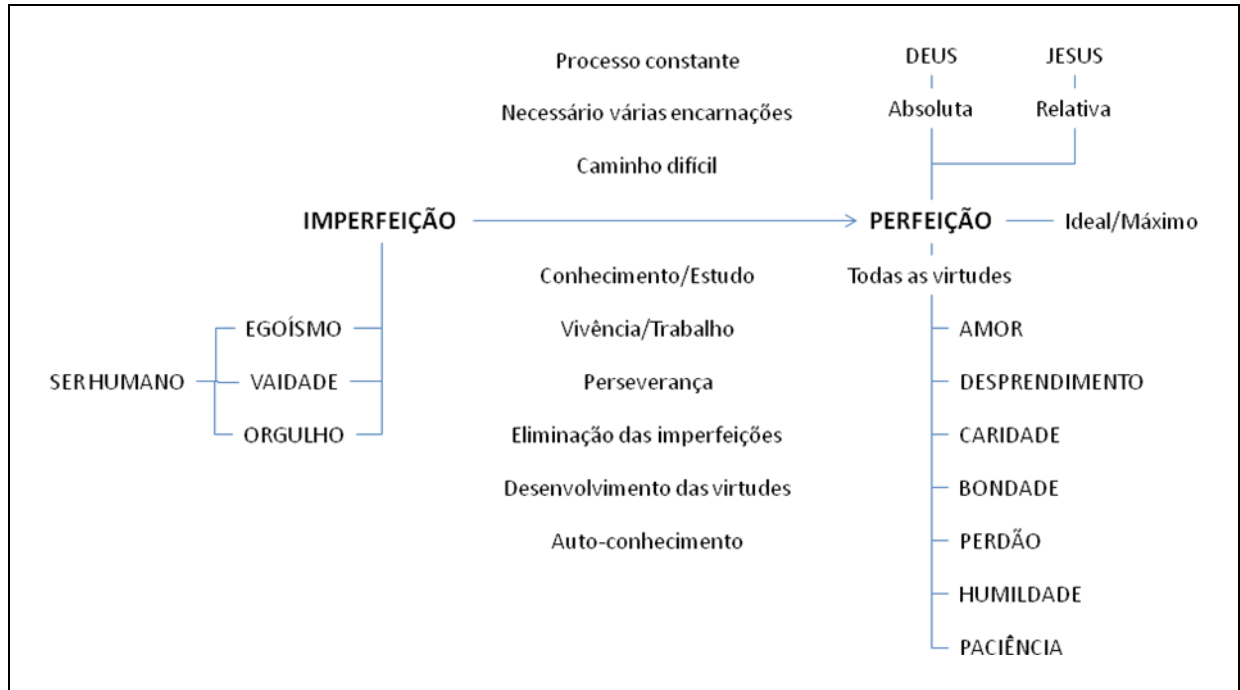 Processo constante
DEUS
JESUS
Necessário várias encarnações
Absoluta
Relativa
Caminho difícil
IMPERFEIÇÃO
PERFEIÇÃO
Ideal/Máximo
Conhecimento/Estudo
Todas as virtudes
EGOÍSMO
Vivência/Trabalho
AMOR
SER HUMANO
VAIDADE
Perseverança
DESPRENDIMENTO
ORGULHO
Eliminação das imperfeições
CARIDADE
Desenvolvimento das virtudes
BONDADE
Auto-conhecimento
PERDÃO
HUMILDADE
PACIÊNCIA